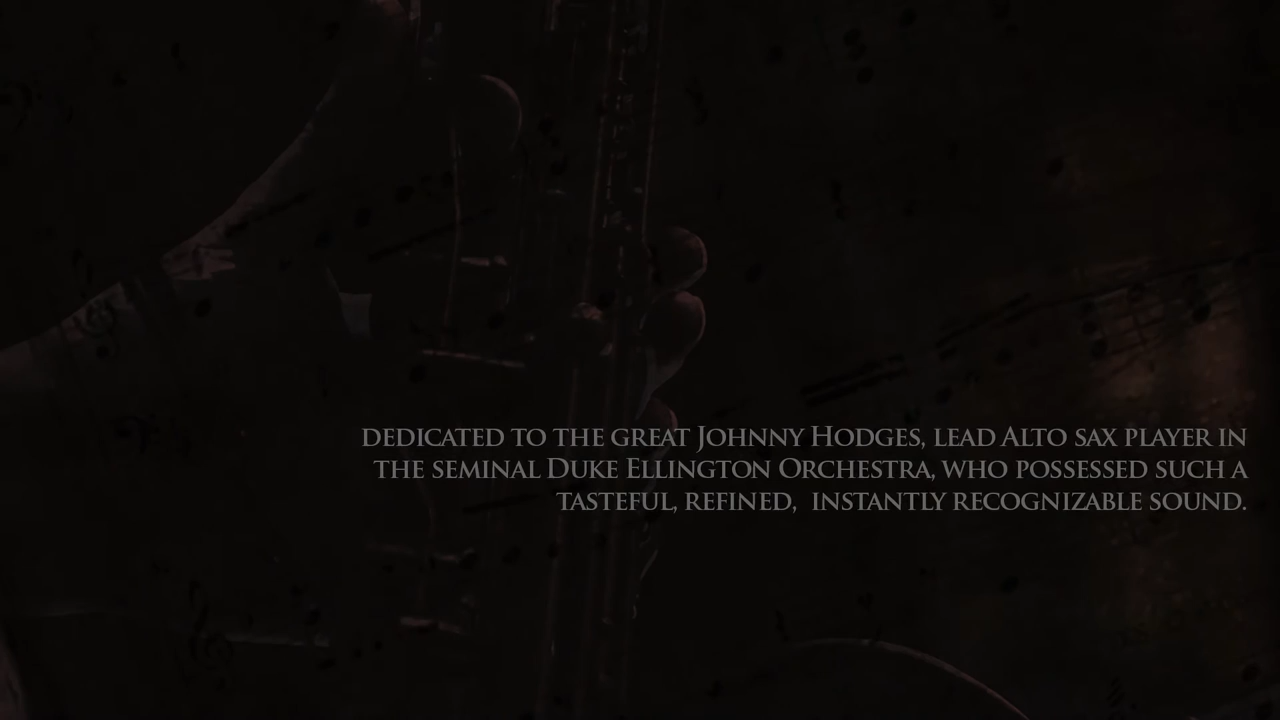 DEDICATED TO THE GREAT JOHNNY HODGES, LEAD ALTO SAX PLAYER IN
THE SEMINAL DUKE ELLINGTON ORCHESTRA, WHO POSSESSED SUCH A
TASTEFUL, REFINED,  INSTANTLY RECOGNIZABLE SOUND.